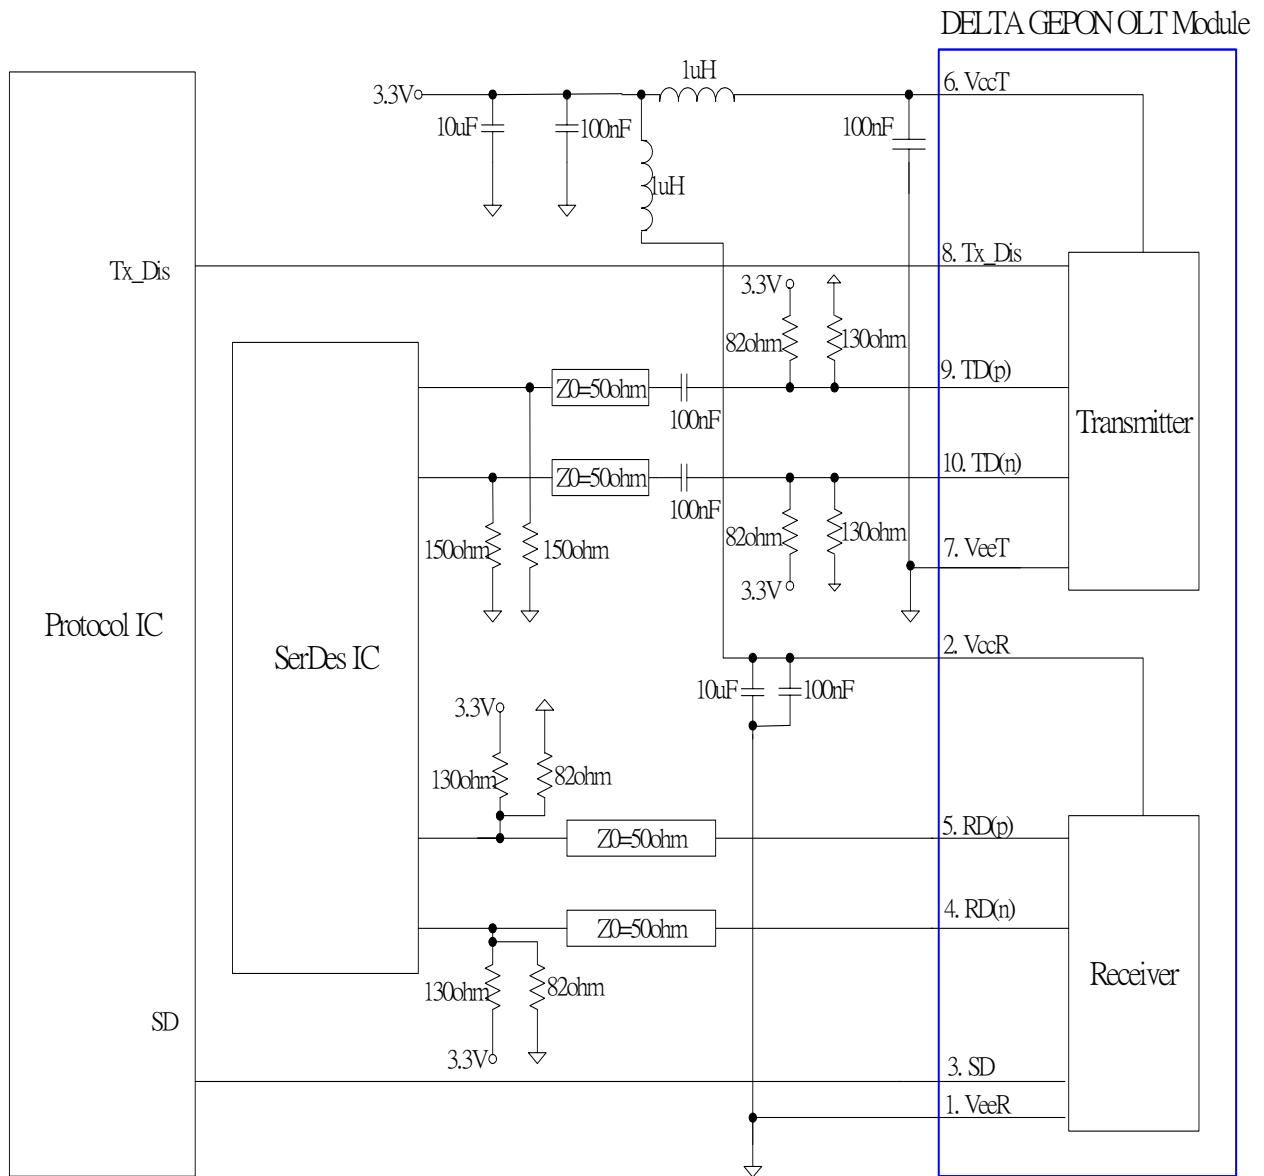 DELTA GEPON OLT Module
1uH
6. VccT
3.3V
10uF
100nF
100nF
1uH
Tx_Dis
8. Tx_Dis
3.3V
82ohm
130ohm
Z0=50ohm
100nF
9. TD(p)
Transmitter
Z0=50ohm
100nF
10. TD(n)
150ohm
150ohm
82ohm
130ohm
3.3V
7. VeeT
Protocol IC
SerDes IC
2. VccR
10uF
100nF
3.3V
130ohm
82ohm
Z0=50ohm
5. RD(p)
Z0=50ohm
4. RD(n)
Receiver
130ohm
82ohm
3.3V
SD
3. SD
1. VeeR